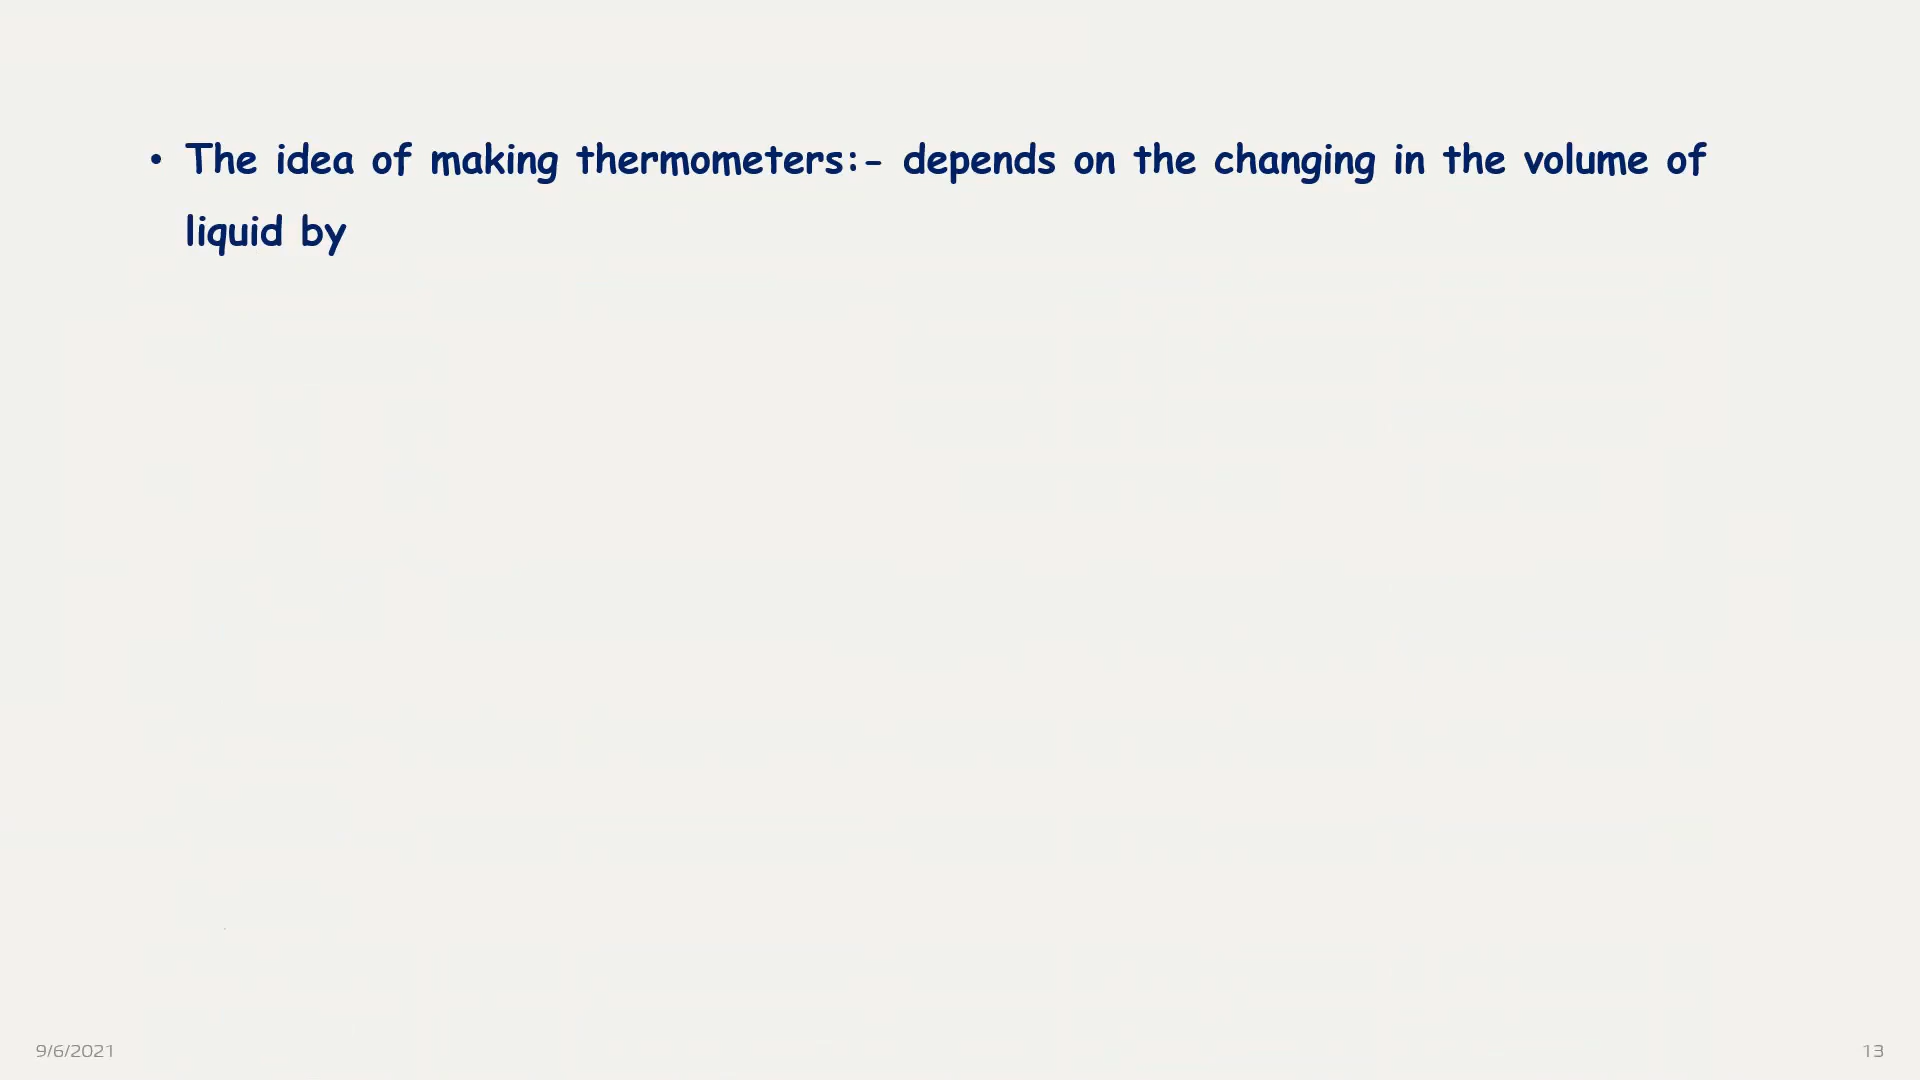 • The idea of making thermometers:- depends on the changing in the volume of
liquid by
9/6/2021
13